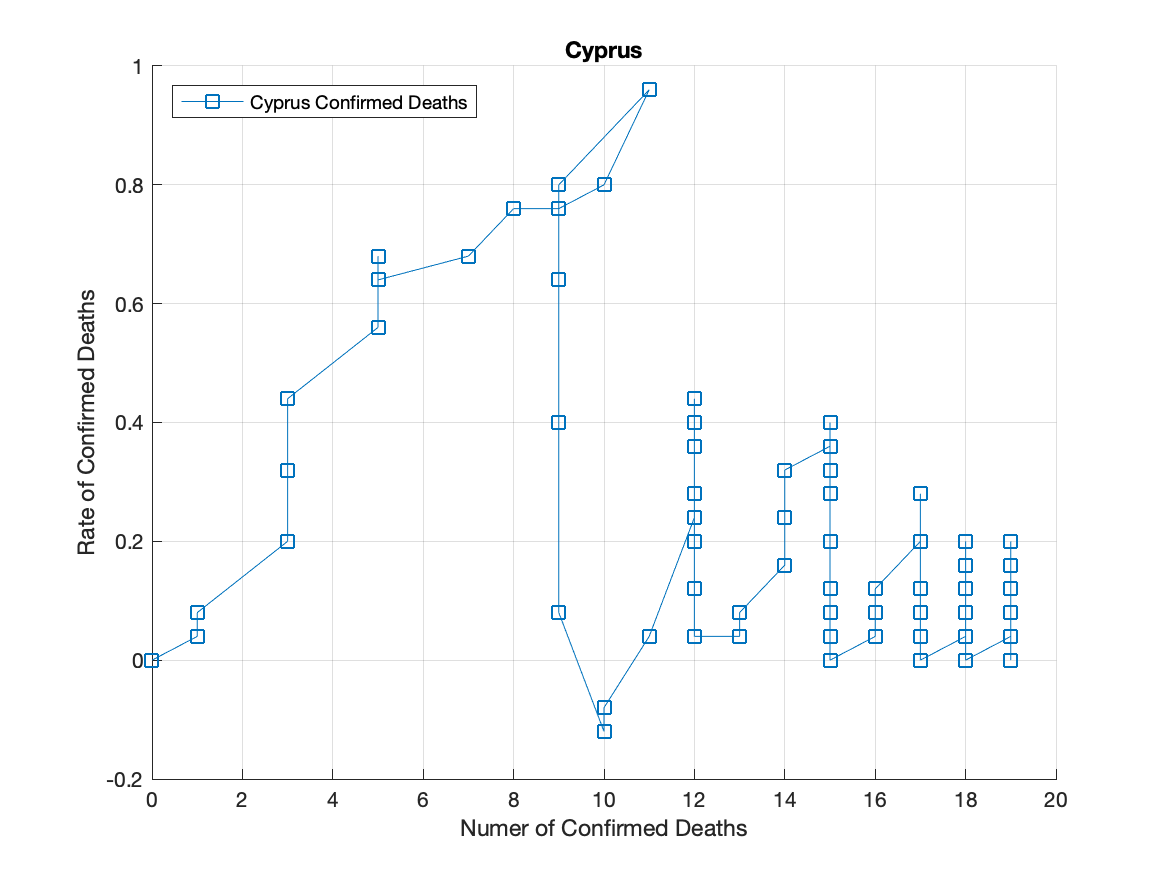 Cyprus
Cyprus Confirmed Deaths
1
0.8
0.6
0.4
0.2
0
-0.2
Rate of Confirmed Deaths
0 2 4 6 8 10 12 14 16 18 20
Numer of Confirmed Deaths